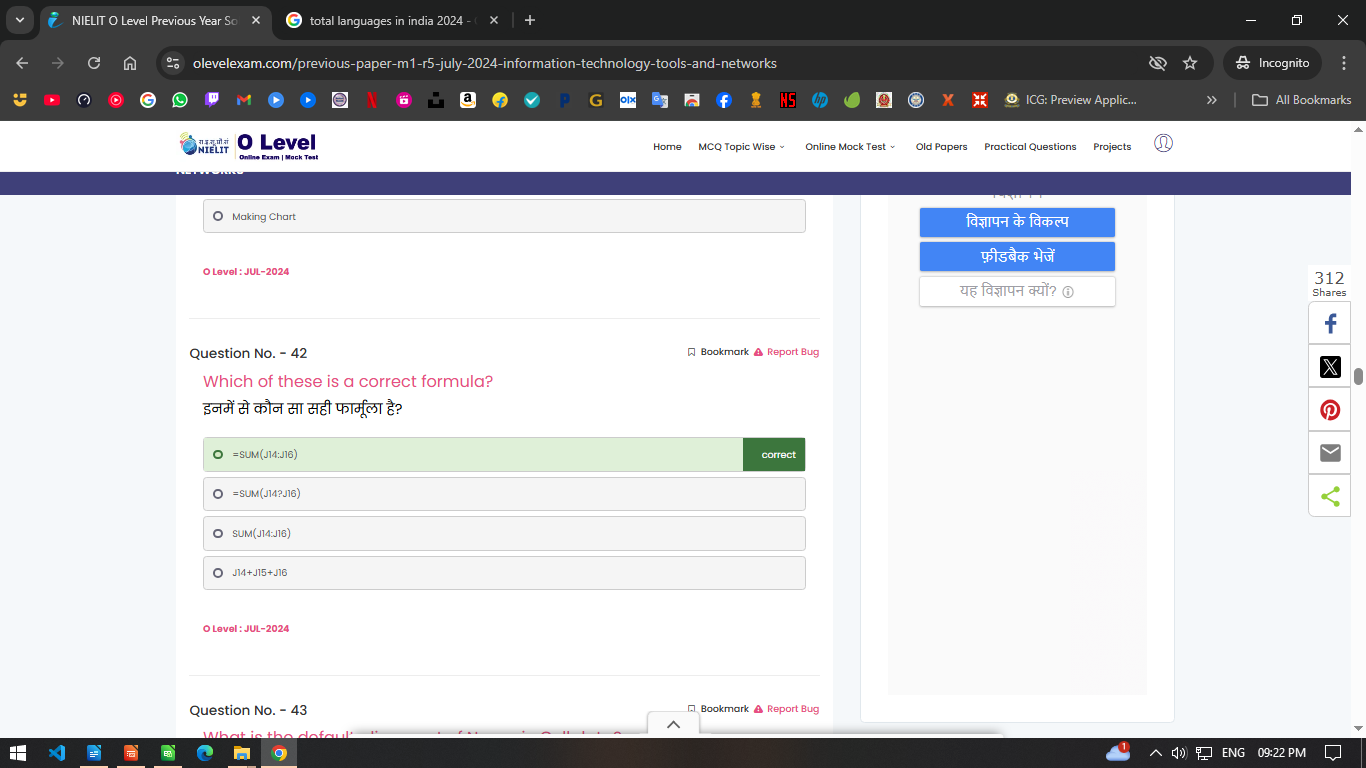 NIELIT O Level Previous Year So
total languages in india 2024 -
olevelexam.com/previous-paper-m1-r5-july-2024-information-technology-tools-and-networks
Incognito
ICG: Preview Applic...
All Bookmarks
रा.इ.सू.प्रौ.सं
NIELIT
O Level
Online Exam | Mock Test
Home
MCQ Topic Wise
Online Mock Test
Old Papers
Practical Questions
Projects
NETWORKS
Making Chart
O Level : JUL-2024
Question No. - 42
Bookmark
Report Bug
Which of these is a correct formula?
इनमें से कौन सा सही फार्मूला है?
=SUM(J14:J16)
correct
=SUM(J14?J16)
SUM(J14:J16)
J14+J15+J16
O Level : JUL-2024
Question No. - 43
Bookmark
Report Bug
विज्ञापन के विकल्प
फ़ीडबैक भेजें
यह विज्ञापन क्यों?
312
Shares
1
ENG
09:22 PM